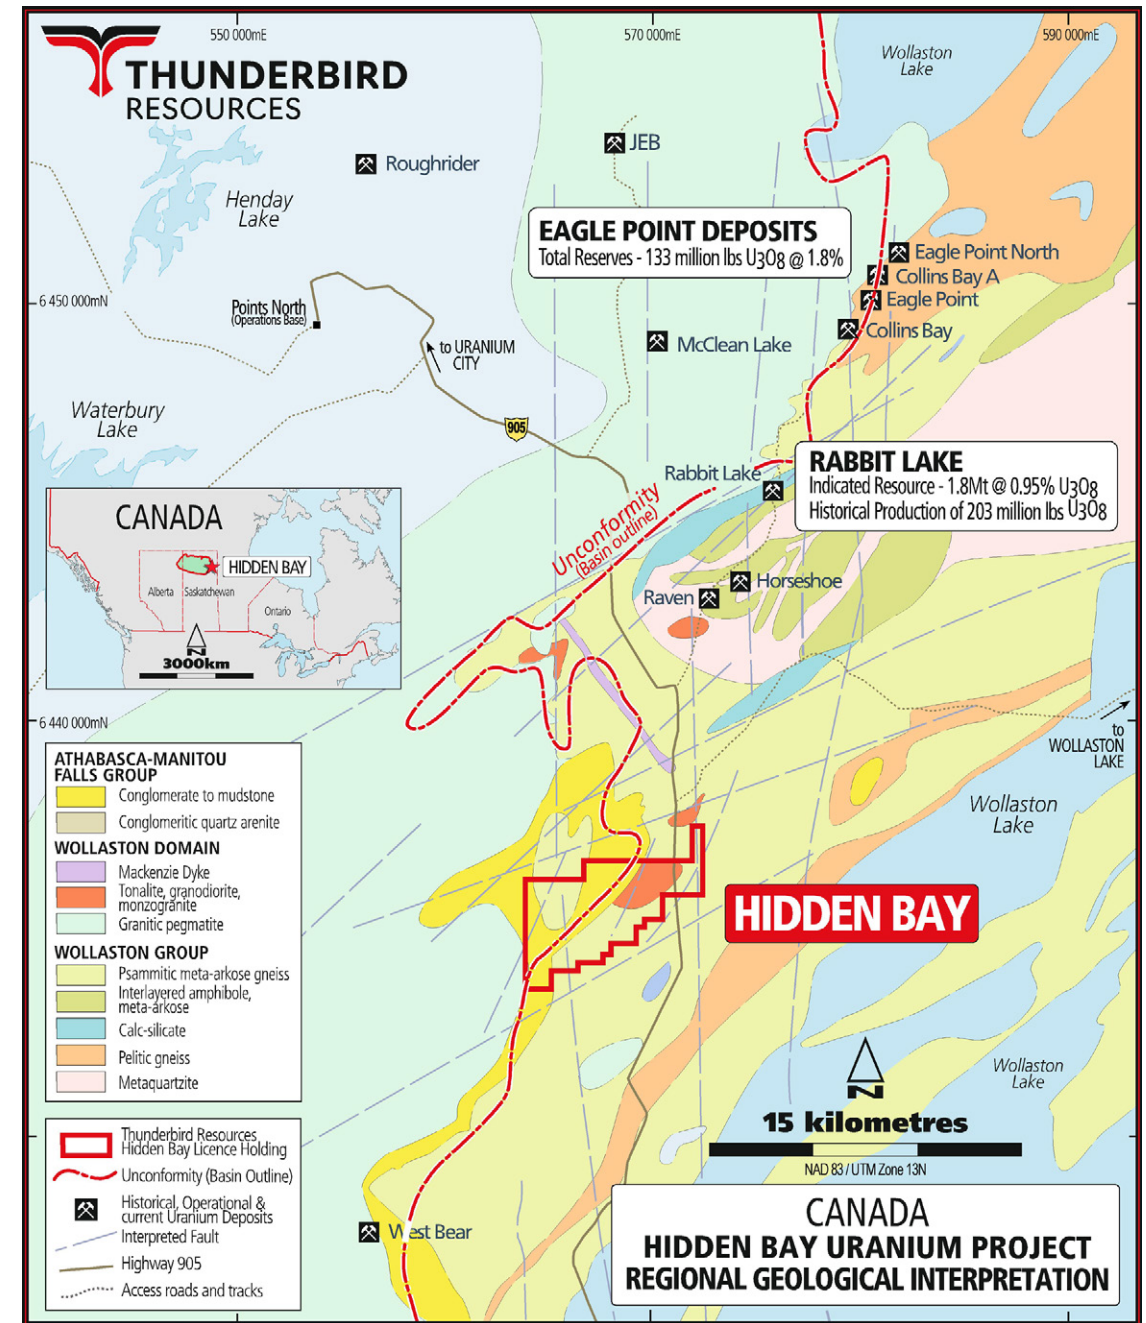 550 000mE
570 000mE
590 000mE
THUNDERBIRD
RESOURCES
Wollaston
Lake
JEB
Roughrider
Henday
Lake
EAGLE POINT DEPOSITS
Total Reserves - 133 million lbs U3O8 @ 1.8%
Eagle Point North
Collins Bay A
Eagle Point
Collins Bay
6 450 000mN
Points North
(Operations Base)
to URANIUM
CITY
McClean Lake
Waterbury
Lake
905
Rabbit Lake
RABBIT LAKE
Indicated Resource - 1.8Mt @ 0.95% U3O8
Historical Production of 203 million lbs U3O8
Unconformity
(Basin outline)
CANADA
HIDDEN BAY
Alberta
Saskatchewan
Ontario
N
3000km
Horseshoe
Raven
6 440 000mN
to
WOLLASTON
LAKE
Wollaston
Lake
ATHABASCA-MANITOU
FALLS GROUP
Conglomerate to mudstone
Conglomeritic quartz arenite
WOLLASTON DOMAIN
Mackenzie Dyke
Tonalite, granodiorite,
monzogranite
Granitic pegmatite
WOLLASTON GROUP
Psammitic meta-arkose gneiss
Interlayered amphibole,
meta-arkose
Calc-silicate
Pelitic gneiss
Metaquartzite
HIDDEN BAY
Wollaston
Lake
N
15 kilometres
NAD 83 / UTM Zone 13N
Thunderbird Resources
Hidden Bay Licence Holding
Unconformity (Basin Outline)
Historical, Operational &
current Uranium Deposits
Interpreted Fault
Highway 905
Access roads and tracks
West Bear
CANADA
HIDDEN BAY URANIUM PROJECT
REGIONAL GEOLOGICAL INTERPRETATION